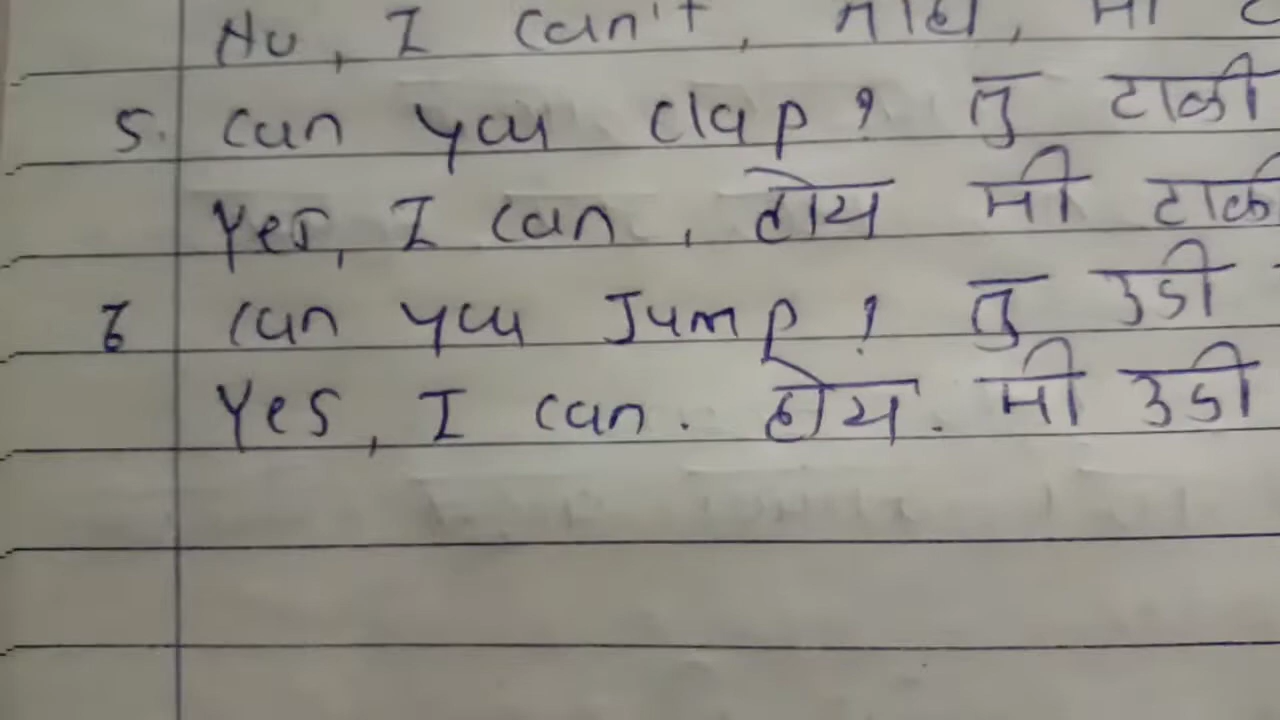 No, I can't, नाही, मी
5. can you clap? तु टाळी
Yes, I can, होय मी टाळी
6 can you Jump? तु उडी
Yes, I can. होय. मी उडी